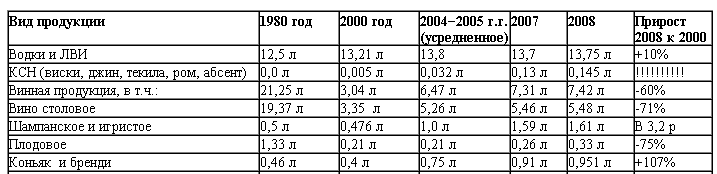 Вид продукции 1980 год 2000 год 2004–2005 г.г. (усредненное) 2007 2008 Прирост 2008 к 2000
Водки и ЛВИ 12,5 л 13,21 л 13,8 13,7 13,75 л +10%
КСН (виски, джин, текила, ром, абсент) 0,0 л 0,005 л 0,032 л 0,13 л 0,145 л !!!!!!!!!!
Винная продукция, в т.ч.: 21,25 л 3,04 л 6,47 л 7,31 л 7,42 л -60%
Вино столовое 19,37 л 3,35 л 5,26 л 5,46 л 5,48 л -71%
Шампанское и игристое 0,5 л 0,476 л 1,0 л 1,59 л 1,61 л В 3,2 р
Плодовое 1,33 л 0,21 л 0,21 л 0,26 л 0,33 л -75%
Коньяк и бренди 0,46 л 0,4 л 0,75 л 0,91 л 0,951 л +107%